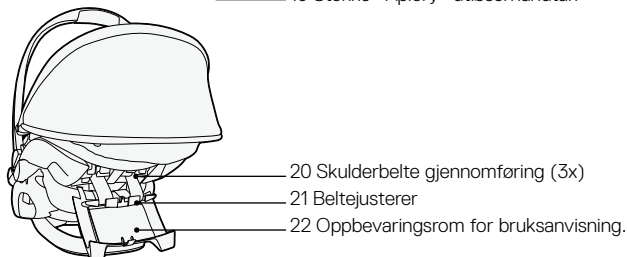 20 Skulderbelte gjennomføring (3x)
21 Beltejusterer
22 Oppbevaringsrom for bruksanvisning.